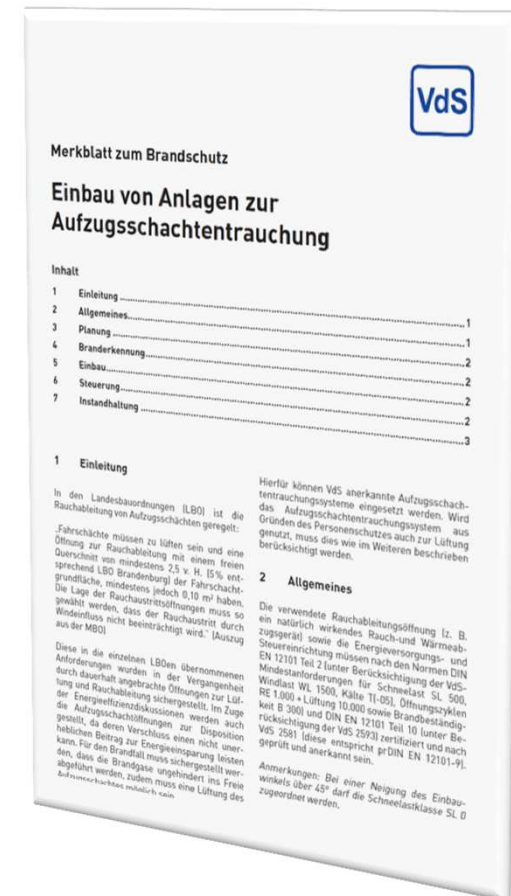 VdS
Merkblatt zum Brandschutz
Einbau von Anlagen zur
Aufzugsschachtentrauchung
Inhalt
1 Einleitung ........ 1
2 Allgemeines ........ 1
3 Planung ........ 2
4 Branderkennung ........ 2
5 Einbau ........ 2
6 Steuerung ........ 2
7 Instandhaltung ........ 3
1 Einleitung
In den Landesbauordnungen (LBO) ist die
Rauchableitung von Aufzugsschächten geregelt:
„Fahrschächte müssen zu lüften sein und eine
Öffnung zur Rauchableitung mit einem freien
Querschnitt von mindestens 2,5 v. H. (5% ent-
sprechend LBO Brandenburg) der Fahrschacht-
grundfläche, mindestens jedoch 0,10 m² haben.
Die Lage der Rauchaustrittsöffnungen muss so
gewählt werden, dass der Rauchaustritt durch
Windeinfluss nicht beeinträchtigt wird." (Auszug
aus der MBO)
Diese in die einzelnen LBOen übernommenen
Anforderungen wurden in der Vergangenheit
durch dauerhaft angebrachte Öffnungen zur Lüf-
tung und Rauchableitung sichergestellt. Im Zuge
der Energieeffizienzdiskussionen werden auch
die Aufzugsschachtöffnungen zur Disposition
gestellt, da deren Verschluss einen nicht uner-
heblichen Beitrag zur Energieeinsparung leisten
kann. Für den Brandfall muss sichergestellt wer-
den, dass die Brandgase ungehindert ins Freie
abgeführt werden, zudem muss eine Lüftung des
Aufzugsschachtes möglich sein
Hierfür können VdS anerkannte Aufzugsschach-
tentrauchungssysteme eingesetzt werden. Wird
das Aufzugsschachtentrauchungssystem aus
Gründen des Personenschutzes auch zur Lüftung
genutzt, muss dies wie im Weiteren beschrieben
berücksichtigt werden.
2 Allgemeines
Die verwendete Rauchableitungsöffnung (z. B.
ein natürlich wirkendes Rauch-und Wärmeab-
zugsgerät) sowie die Energieversorgungs- und
Steuereinrichtung müssen nach den Normen DIN
EN 12101 Teil 2 (unter Berücksichtigung der VdS-
Mindestanforderungen für Schneelast SL 500,
Windlast WL 1500, Kälte T(-05), Öffnungszyklen
RE 1.000 + Lüftung 10.000 sowie Brandbeständig-
keit B 300) und DIN EN 12101 Teil 10 (unter Be-
rücksichtigung der VdS 2593) zertifiziert und nach
VdS 2581 (diese entspricht prDIN EN 12101-9).
geprüft und anerkannt sein.
Anmerkungen: Bei einer Neigung des Einbau-
winkels über 45° darf die Schneelastklasse SL 0
zugeordnet werden.